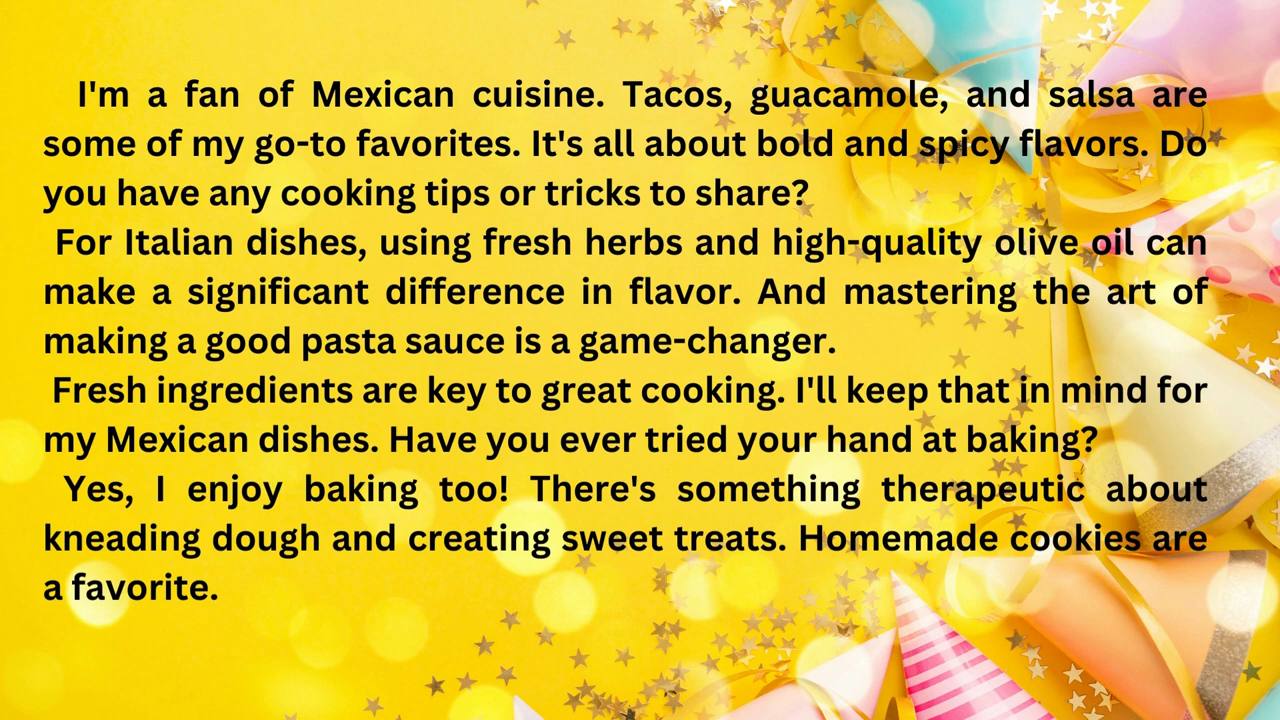 I'm a fan of Mexican cuisine. Tacos, guacamole, and salsa are
some of my go-to favorites. It's all about bold and spicy flavors. Do
you have any cooking tips or tricks to share?
For Italian dishes, using fresh herbs and high-quality olive oil can
make a significant difference in flavor. And mastering the art of
making a good pasta sauce is a game-changer.
Fresh ingredients are key to great cooking. I'll keep that in mind for
my Mexican dishes. Have you ever tried your hand at baking?
Yes, I enjoy baking too! There's something therapeutic about
kneading dough and creating sweet treats. Homemade cookies are
a favorite.